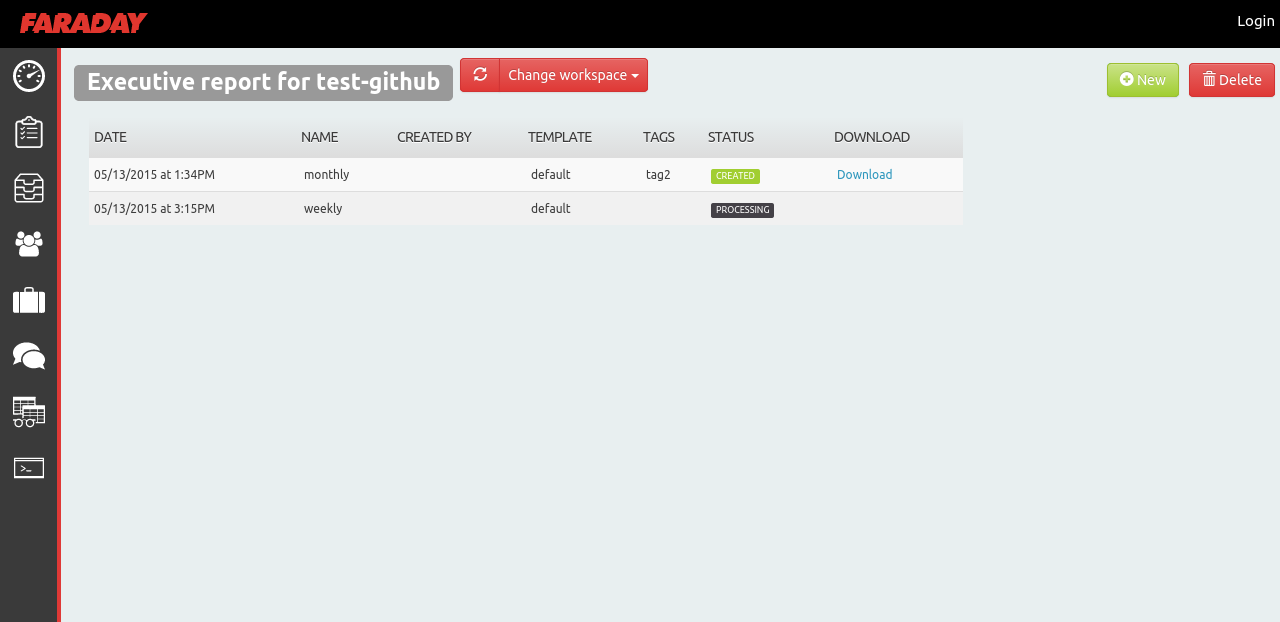 FARADAY
Login
Executive report for test-github
Change workspace
New
Delete
DATE NAME CREATED BY TEMPLATE TAGS STATUS DOWNLOAD
05/13/2015 at 1:34PM monthly default tag2 CREATED Download
05/13/2015 at 3:15PM weekly default PROCESSING
>_